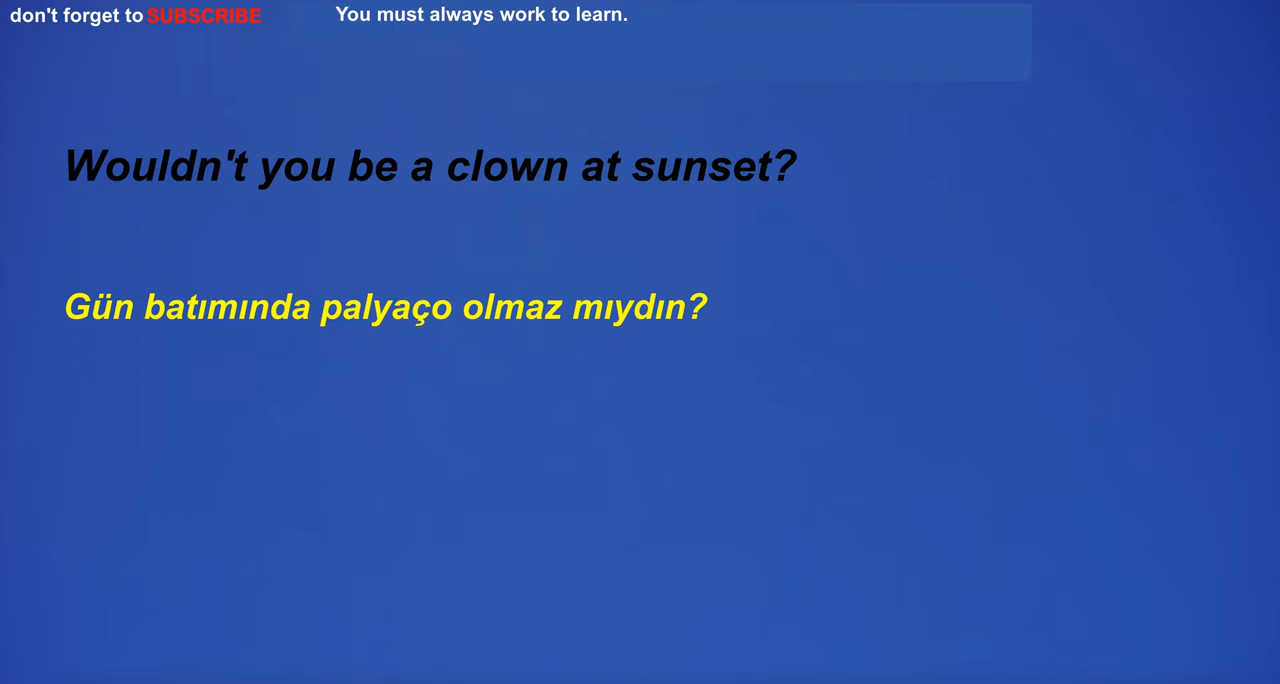 don't forget to SUBSCRIBE
You must always work to learn.
Wouldn't you be a clown at sunset?
Gün batımında palyaço olmaz mıydın?